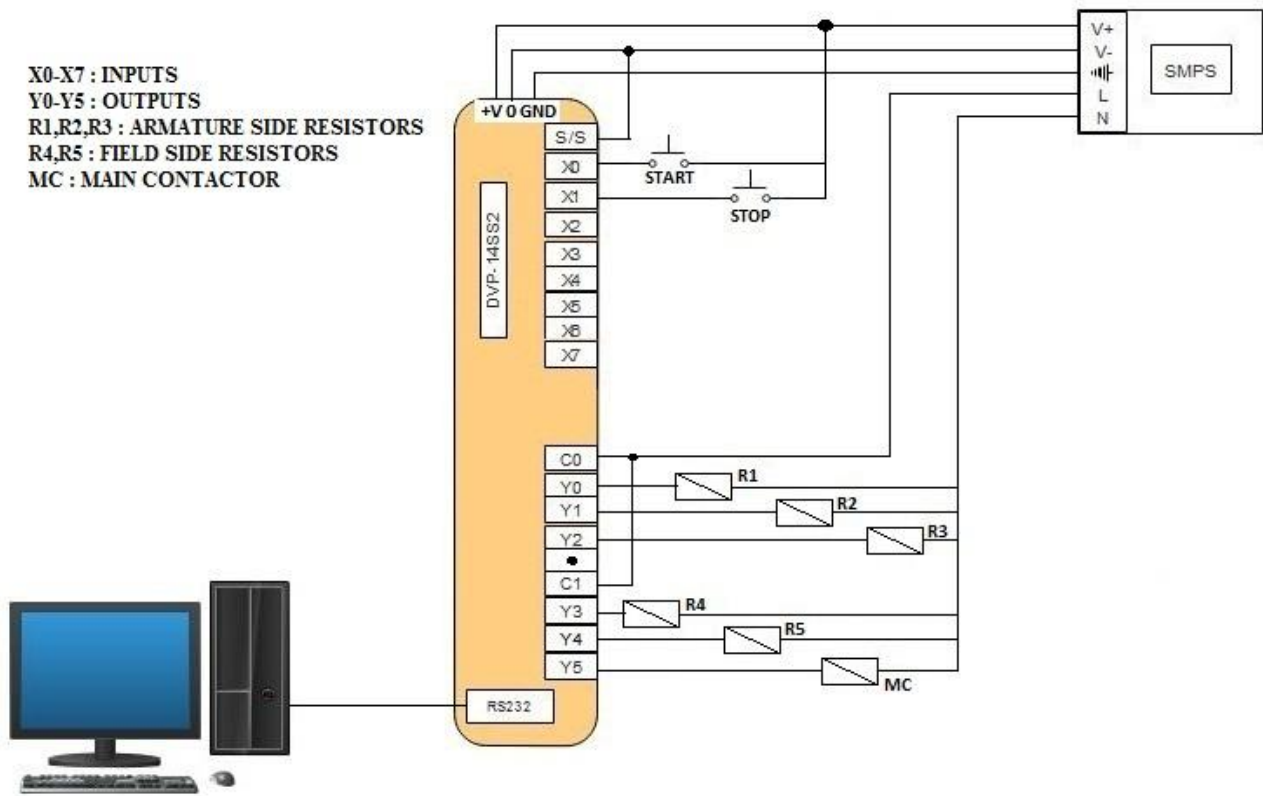 X0-X7 : INPUTS
Y0-Y5 : OUTPUTS
R1,R2,R3 : ARMATURE SIDE RESISTORS
R4,R5 : FIELD SIDE RESISTORS
MC : MAIN CONTACTOR
+V 0 GND
DVP-14SS2
S/S
X0
X1
X2
X3
X4
X5
X6
X7
C0
Y0
Y1
Y2
C1
Y3
Y4
Y5
RS232
START
STOP
R1
R2
R3
R4
R5
MC
V+
V-
L
N
SMPS